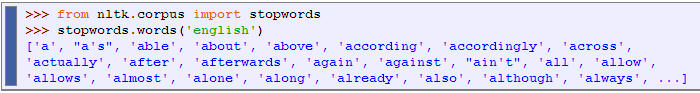 >>> from nltk.corpus import stopwords
>>> stopwords.words('english')
['a', "a's", 'able', 'about', 'above', 'according', 'accordingly', 'across',
'actually', 'after', 'afterwards', 'again', 'against', "ain't", 'all', 'allow',
'allows', 'almost', 'alone', 'along', 'already', 'also', 'although', 'always', ...]